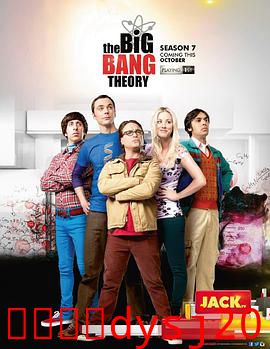 the BIG
BANG
THEORY
SEASON 7
COMING THIS
OCTOBER
JACK
dysj20